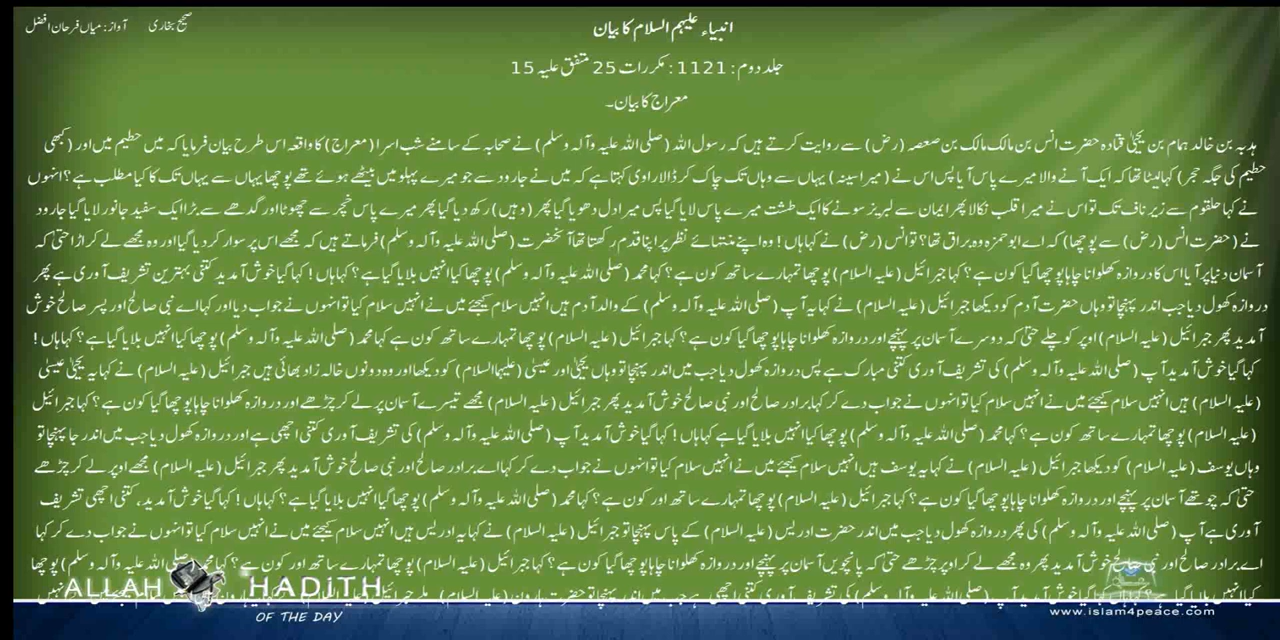 انبیاء علیہم السلام کا بیان
صحیح بخاری
آواز : میاں فرحان افضل
جلد دوم : 1121 : مکررات 25 متفق علیہ 15
معراج کا بیان۔
ہدبہ بن خالد ہمام بن یحییٰ قتادہ حضرت انس بن مالک مالک بن صعصہ (رض) سے روایت کرتے ہیں کہ رسول اللہ (صلی اللہ علیہ وآلہ وسلم) نے صحابہ کے سامنے شب اسرا (معراج) کا واقعہ اس طرح بیان فرمایا کہ میں حطیم میں اور (کبھی
حطیم کی جگہ حجر) کہا لیٹا تھا کہ ایک آنے والا میرے پاس آیا پس اس نے (میرا سینہ) یہاں سے وہاں تک چاک کر ڈالا راوی کہتا ہے کہ میں نے جارود سے جو میرے پہلو میں بیٹھے ہوئے تھے پوچھا یہاں سے یہاں تک کا کیا مطلب ہے؟ انہوں
نے کہا حلقوم سے زیر ناف تک تو اس نے میرا قلب نکالا پھر ایمان سے لبریز سونے کا ایک طشت میرے پاس لایا گیا پس میرا دل دھویا گیا پھر (وہیں) رکھ دیا گیا پھر میرے پاس خچر سے چھوٹا اور گدھے سے بڑا ایک سفید جانور لایا گیا جارود
نے (حضرت انس (رض) سے پوچھا) کہ اے ابوحمزہ وہ براق تھا؟ تو انس (رض) نے کہا ہاں! وہ اپنے منتہائے نظر پر اپنا قدم رکھتا تھا آنحضرت (صلی اللہ علیہ وآلہ وسلم) فرماتے ہیں کہ مجھے اس پر سوار کر دیا گیا اور وہ مجھے لے کر اڑا حتیٰ کہ
آسمان دنیا پر آیا اس کا دروازہ کھلوانا چاہا پوچھا گیا کون ہے؟ کہا جبرائیل (علیہ السلام) پوچھا تمہارے ساتھ کون ہے؟ کہا محمد (صلی اللہ علیہ وآلہ وسلم) پوچھا کیا انہیں بلایا گیا ہے؟ کہا ہاں! کہا گیا خوش آمدید کتنی بہترین تشریف آوری ہے پھر
دروازہ کھول دیا جب اندر پہنچا تو وہاں حضرت آدم کو دیکھا جبرائیل (علیہ السلام) نے کہا یہ آپ (صلی اللہ علیہ وآلہ وسلم) کے والد آدم ہیں انہیں سلام کیجئے میں نے انہیں سلام کیا تو انہوں نے جواب دیا اور کہا اے نبی صالح اور پسر صالح خوش
آمدید پھر جبرائیل (علیہ السلام) اوپر کو چلے حتیٰ کہ دوسرے آسمان پر پہنچے اور دروازہ کھلوانا چاہا پوچھا گیا کون ہے؟ کہا جبرئیل (علیہ السلام) پوچھا تمہارے ساتھ کون ہے کہا محمد (صلی اللہ علیہ وآلہ وسلم) پوچھا کیا انہیں بلایا گیا ہے؟ کہا ہاں!
کہا گیا خوش آمدید آپ (صلی اللہ علیہ وآلہ وسلم) کی تشریف آوری کتنی مبارک ہے پس دروازہ کھول دیا جب میں اندر پہنچا تو وہاں یحییٰ اور عیسیٰ (علیہما السلام) کو دیکھا اور وہ دونوں خالہ زاد بھائی ہیں جبرائیل (علیہ السلام) نے کہا یہ یحییٰ عیسیٰ
(علیہ السلام) ہیں انہیں سلام کیجئے میں نے انہیں سلام کیا تو انہوں نے جواب دے کر کہا برادر صالح اور نبی صالح خوش آمدید پھر جبرائیل (علیہ السلام) مجھے تیسرے آسمان پر لے کر چڑھے اور دروازہ کھلوانا چاہا پوچھا گیا کون ہے؟ کہا جبرائیل
(علیہ السلام) پوچھا تمہارے ساتھ کون ہے؟ کہا محمد (صلی اللہ علیہ وآلہ وسلم) پوچھا کیا انہیں بلایا گیا ہے کہا ہاں! کہا گیا خوش آمدید آپ (صلی اللہ علیہ وآلہ وسلم) کی تشریف آوری کتنی اچھی ہے اور دروازہ کھول دیا جب میں اندر جا پہنچا تو
وہاں یوسف (علیہ السلام) کو دیکھا جبرائیل (علیہ السلام) نے کہا یہ یوسف ہیں انہیں سلام کیجئے میں نے انہیں سلام کیا تو انہوں نے جواب دے کر کہا اے برادر صالح اور نبی صالح خوش آمدید پھر جبرائیل (علیہ السلام) مجھے اوپر لے کر چڑھے
حتیٰ کہ چوتھے آسمان پر پہنچے اور دروازہ کھلوانا چاہا پوچھا گیا کون ہے؟ کہا جبرائیل (علیہ السلام) پوچھا تمہارے ساتھ اور کون ہے؟ کہا محمد (صلی اللہ علیہ وآلہ وسلم) پوچھا گیا انہیں بلایا گیا ہے؟ کہا ہاں! کہا گیا خوش آمدید، کتنی اچھی تشریف
آوری ہے آپ (صلی اللہ علیہ وآلہ وسلم) کی پھر دروازہ کھول دیا جب میں اندر حضرت ادریس (علیہ السلام) کے پاس پہنچا تو جبرائیل (علیہ السلام) نے کہا یہ ادریس ہیں انہیں سلام کیجئے میں نے انہیں سلام کیا تو انہوں نے جواب دے کر کہا
اے برادر صالح اور نبی صالح خوش آمدید پھر وہ مجھے لے کر اوپر چڑھے حتیٰ کہ پانچویں آسمان پر پہنچے اور دروازہ کھلوانا چاہا پوچھا گیا کون ہے؟ کہا جبرائیل (علیہ السلام) پوچھا تمہارے ساتھ اور کون ہے؟ کہا محمد (صلی اللہ علیہ وآلہ وسلم) پوچھا
کیا انہیں بلایا گیا ہے؟ کہا ہاں! کہا گیا خوش آمدید آپ (صلی اللہ علیہ وآلہ وسلم) کی تشریف آوری کتنی اچھی ہے جب میں اندر پہنچا تو حضرت ہارون (علیہ السلام)
ALLAH HADiTH
OF THE DAY
www.islam4peace.com